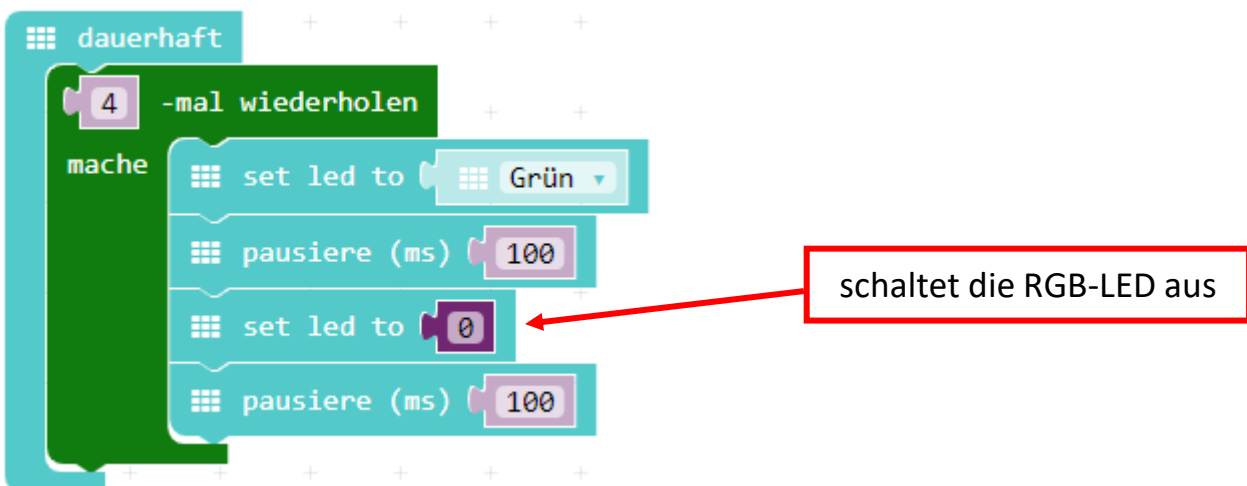 dauerhaft
4 -mal wiederholen
mache
set led to Grün
pausiere (ms) 100
set led to 0
schaltet die RGB-LED aus
pausiere (ms) 100